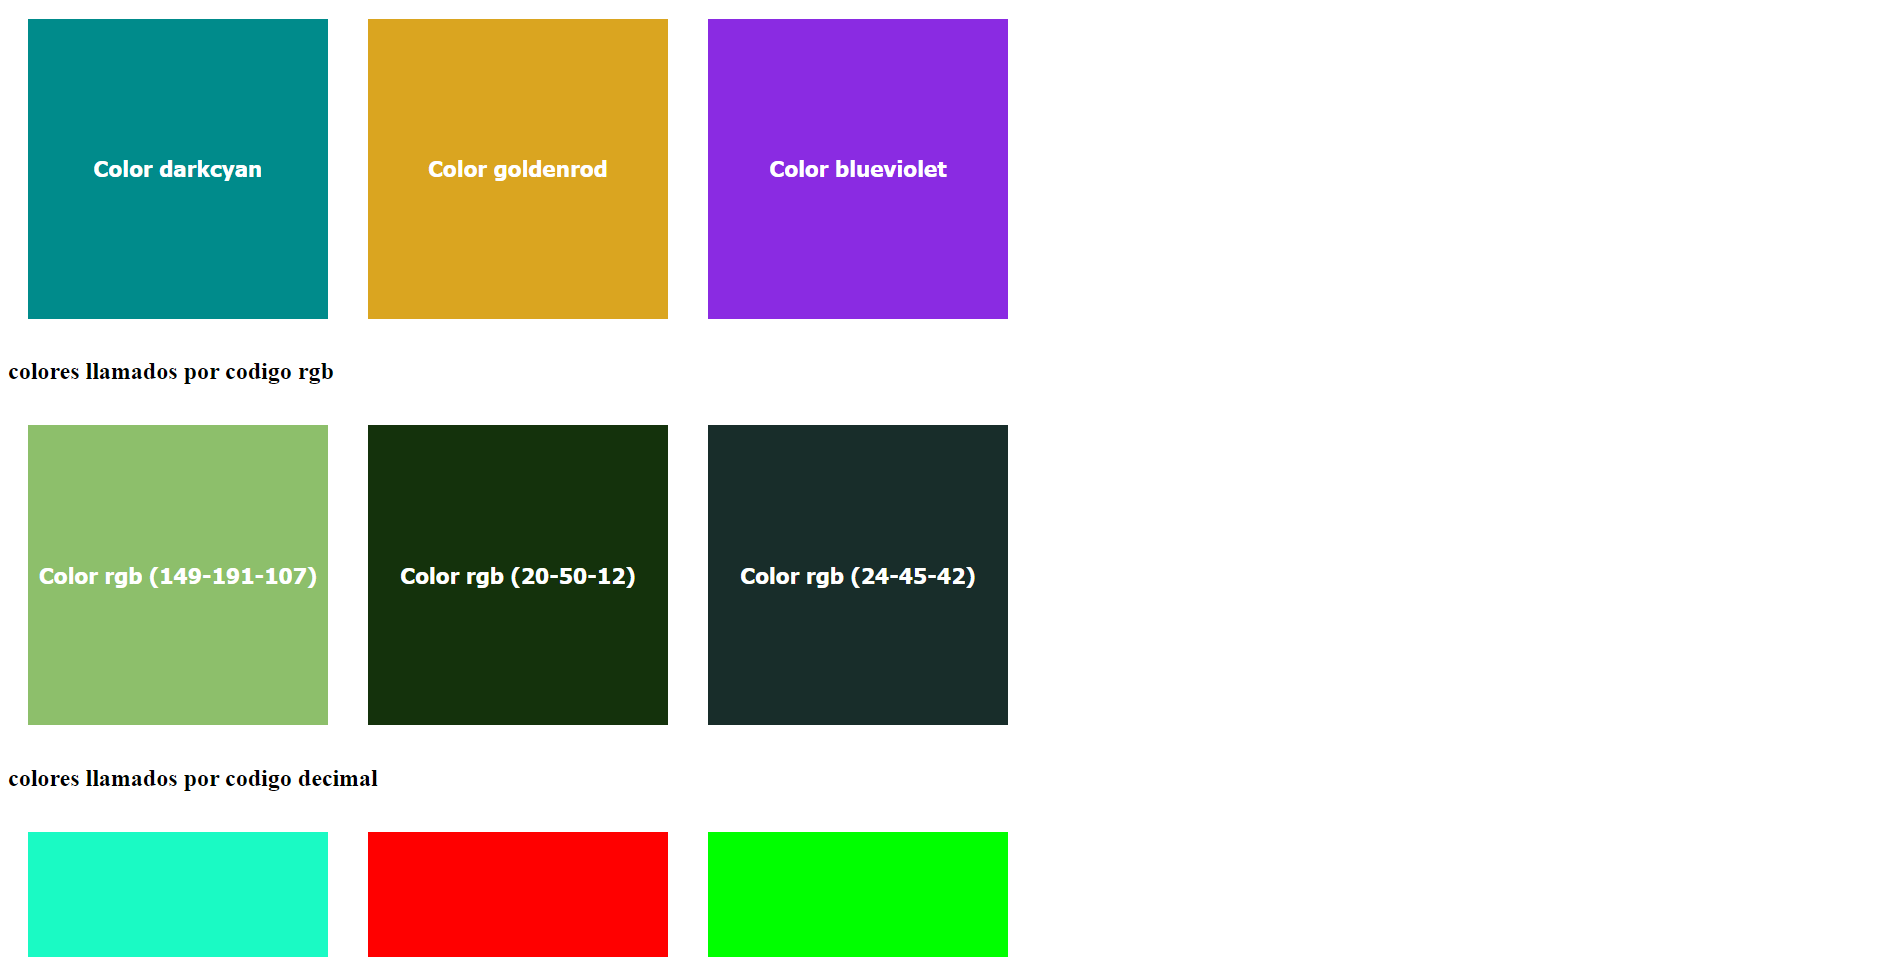 Color darkcyan
Color goldenrod
Color blueviolet
colores llamados por codigo rgb
Color rgb (149-191-107)
Color rgb (20-50-12)
Color rgb (24-45-42)
colores llamados por codigo decimal